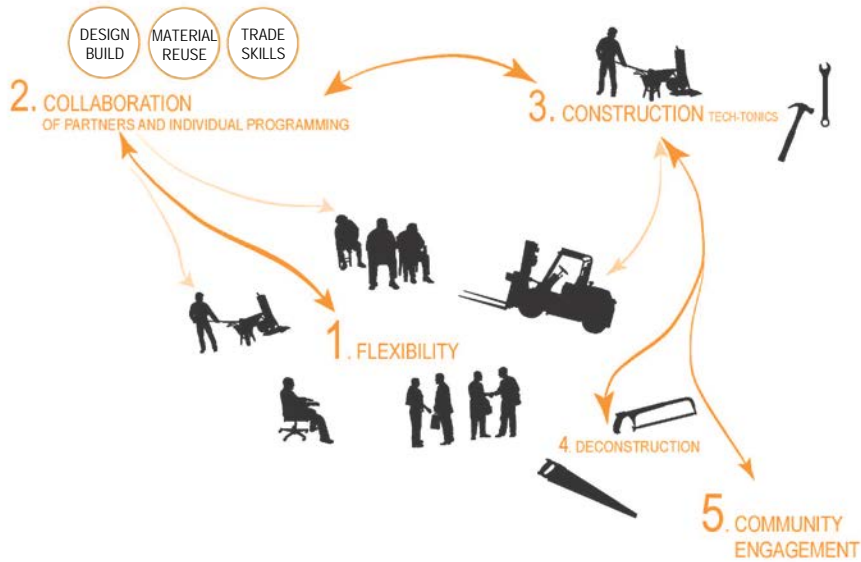 DESIGN
BUILD
MATERIAL
REUSE
TRADE
SKILLS
2. COLLABORATION
OF PARTNERS AND INDIVIDUAL PROGRAMMING
3. CONSTRUCTION TECH-TONICS
1. FLEXIBILITY
4. DECONSTRUCTION
5. COMMUNITY
ENGAGEMENT